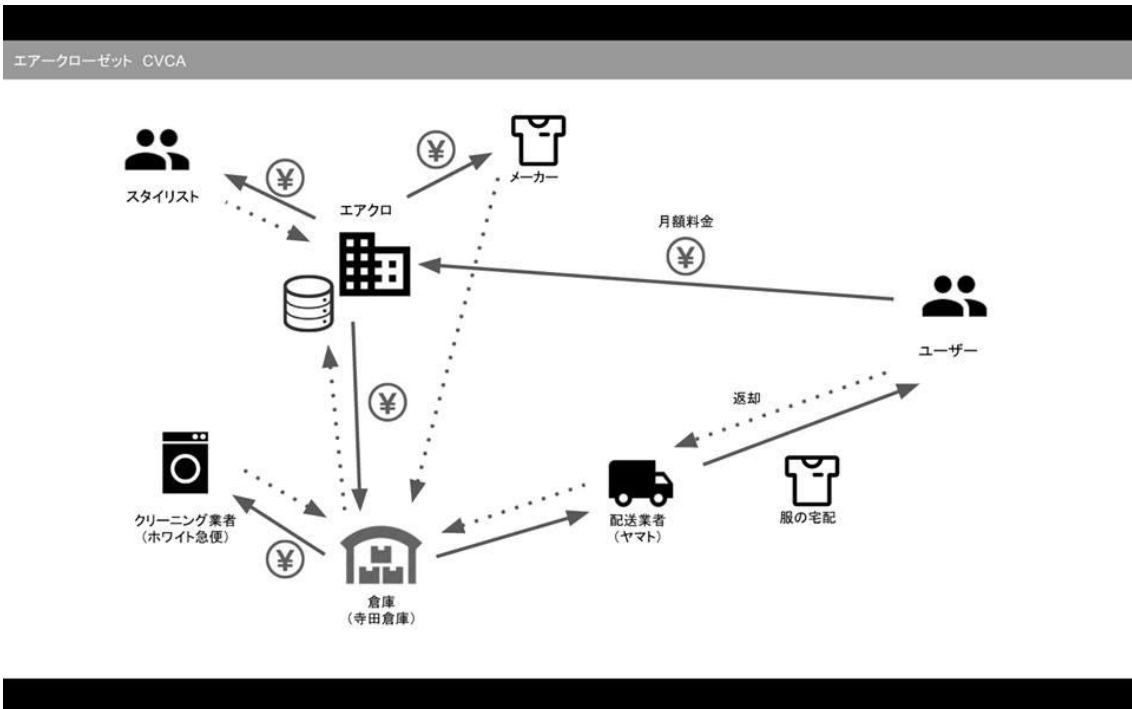 エアークローゼット CVCA
¥
¥
メーカー
スタイリスト
エアクロ
月額料金
¥
ユーザー
¥
返却
クリーニング業者
（ホワイト急便）
¥
配送業者
（ヤマト）
服の宅配
倉庫
（寺田倉庫）